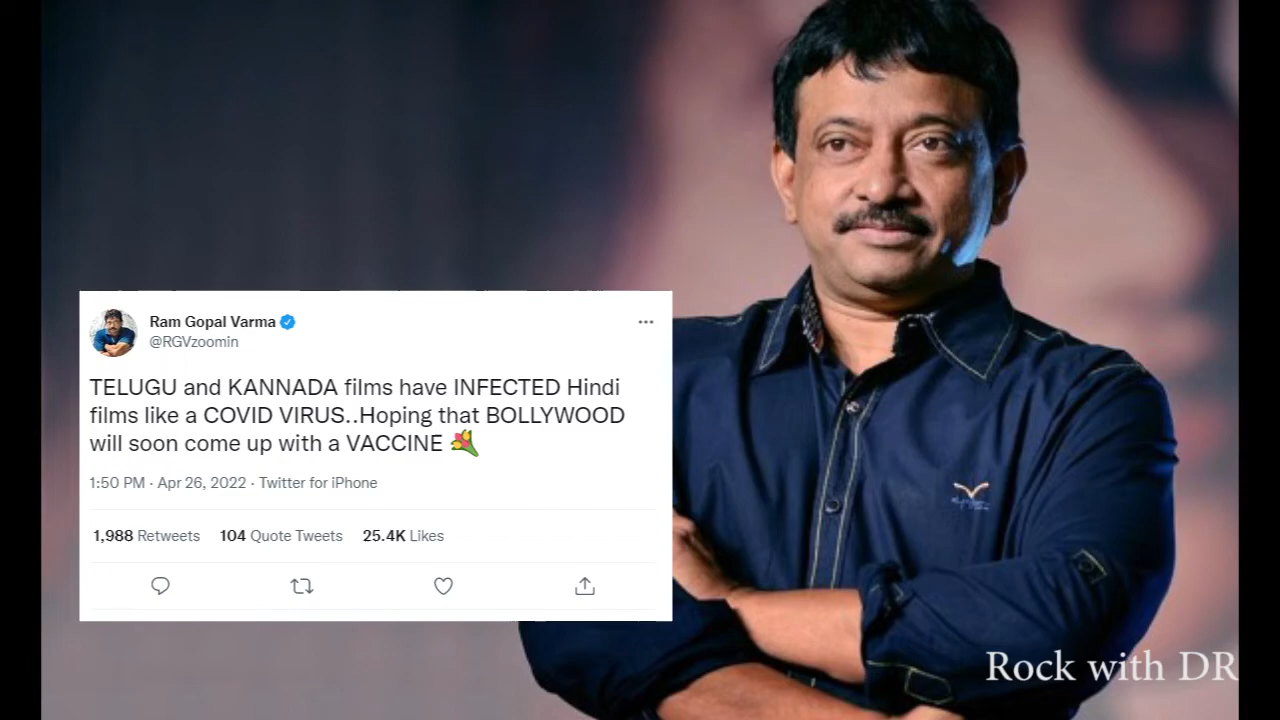 Ram Gopal Varma
@RGVzoomin
TELUGU and KANNADA films have INFECTED Hindi
films like a COVID VIRUS..Hoping that BOLLYWOOD
will soon come up with a VACCINE 💐
1:50 PM · Apr 26, 2022 · Twitter for iPhone
1,988 Retweets 104 Quote Tweets 25.4K Likes
Rock with DR